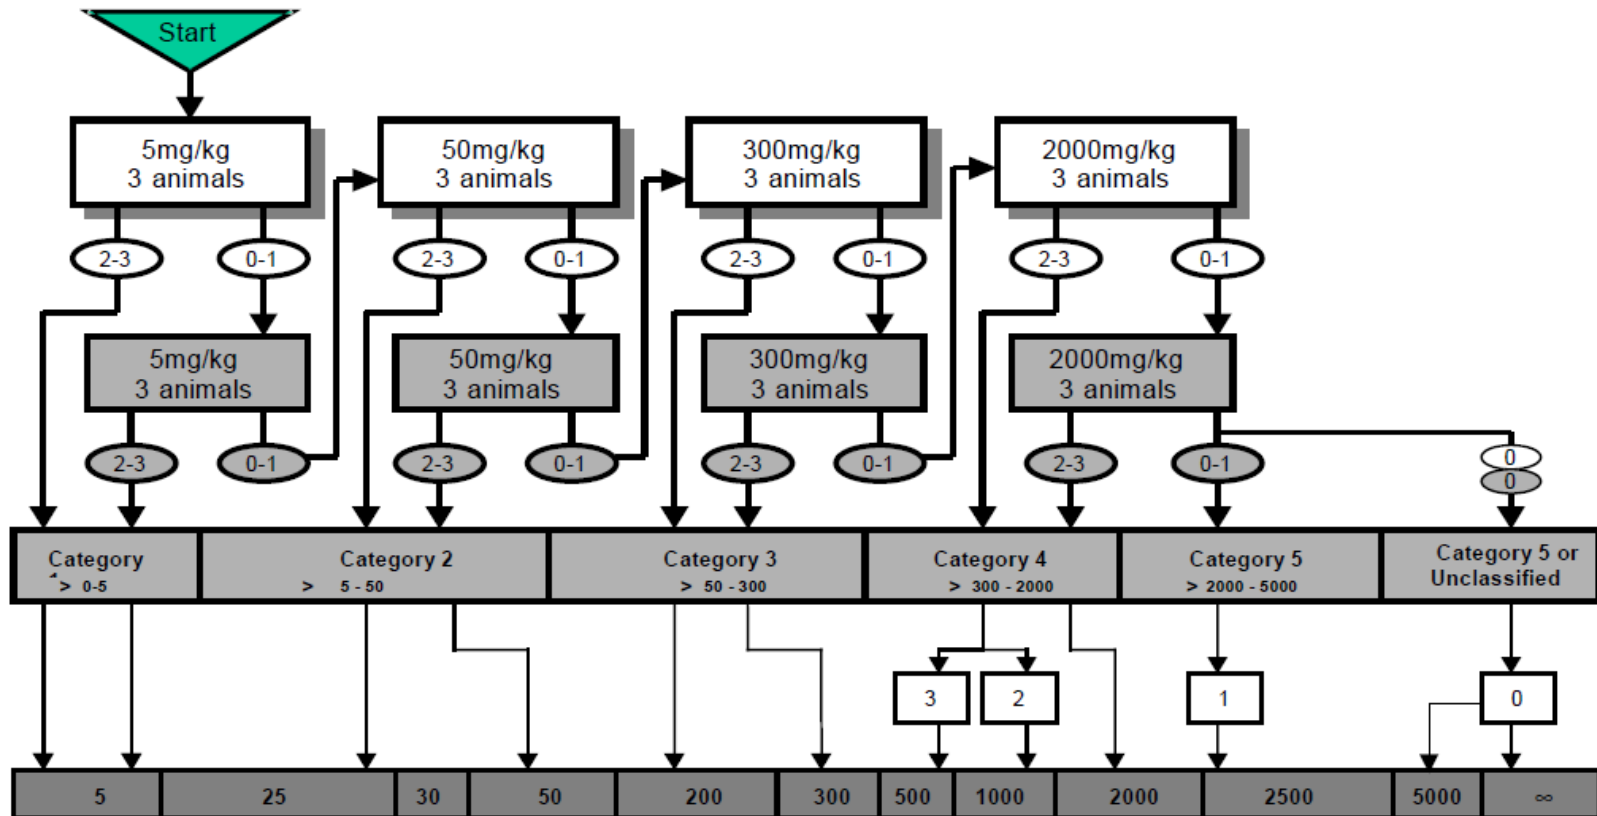 Start
5mg/kg
3 animals
50mg/kg
3 animals
300mg/kg
3 animals
2000mg/kg
3 animals
2-3
0-1
2-3
0-1
2-3
0-1
2-3
0-1
5mg/kg
3 animals
50mg/kg
3 animals
300mg/kg
3 animals
2000mg/kg
3 animals
2-3
0-1
2-3
0-1
2-3
0-1
2-3
0-1
0
0
Category
> 0-5
Category 2
> 5 - 50
Category 3
> 50 - 300
Category 4
> 300 - 2000
Category 5
> 2000 - 5000
Category 5 or
Unclassified
3
2
1
0
5
25
30
50
200
300
500
1000
2000
2500
5000
∞